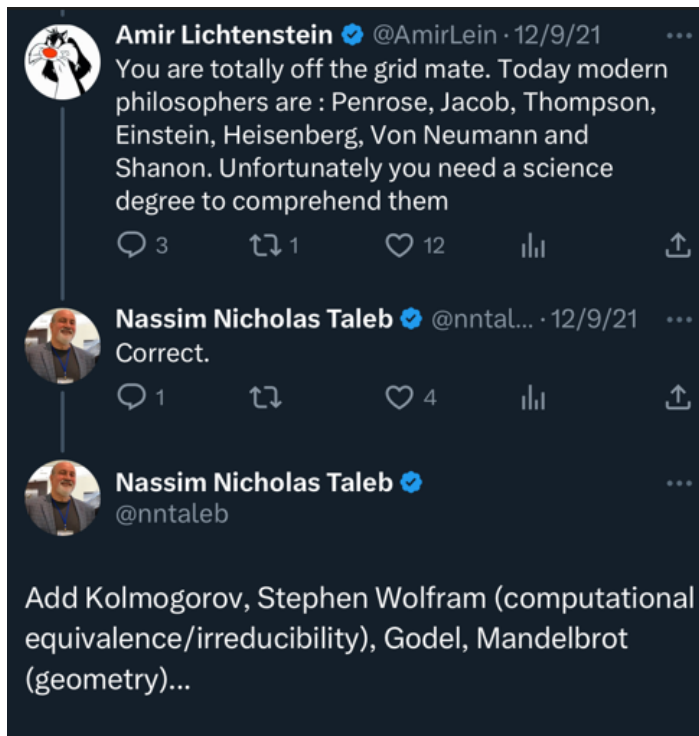 Amir Lichtenstein @AmirLein · 12/9/21
You are totally off the grid mate. Today modern
philosophers are : Penrose, Jacob, Thompson,
Einstein, Heisenberg, Von Neumann and
Shanon. Unfortunately you need a science
degree to comprehend them
3 1 12
Nassim Nicholas Taleb @nntal... · 12/9/21
Correct.
1 4
Nassim Nicholas Taleb
@nntaleb
Add Kolmogorov, Stephen Wolfram (computational
equivalence/irreducibility), Godel, Mandelbrot
(geometry)...